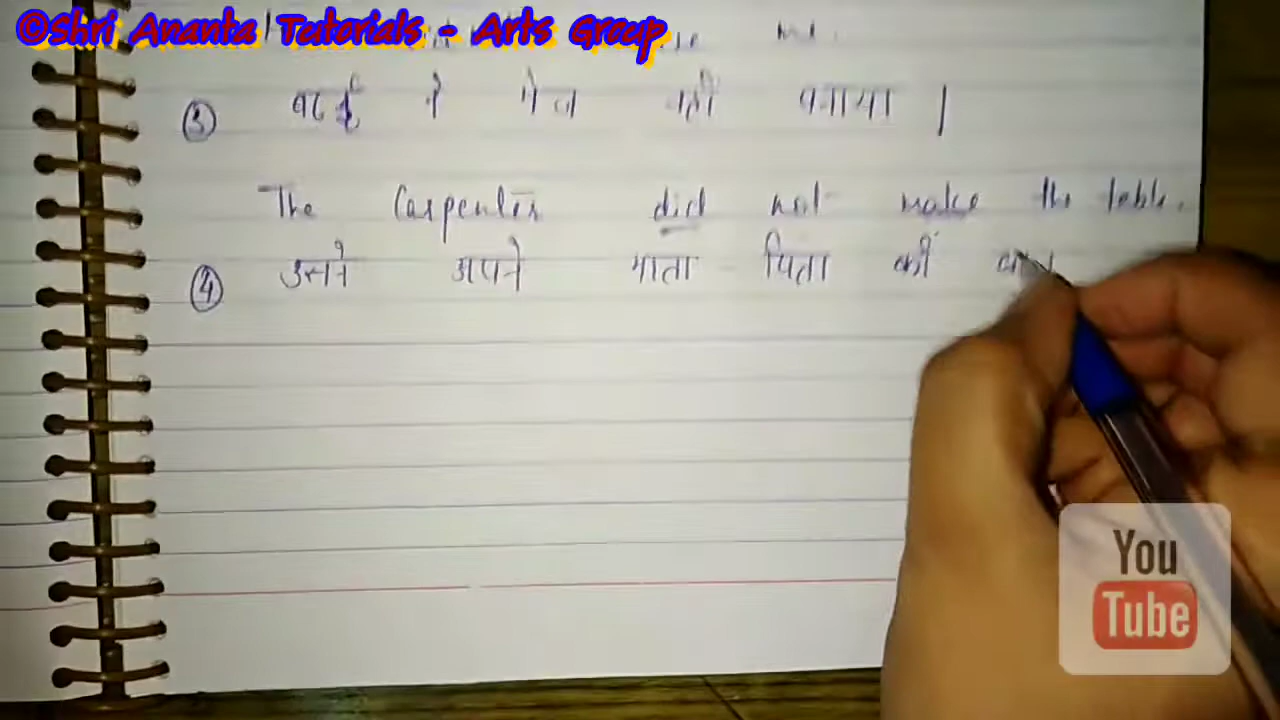 ©Shri Ananta Tutorials - Arts Group
me.
③ बढ़ई ने मेज नहीं बनाया |
The Carpenter did not make the table.
④ उसने अपने माता पिता की
You
Tube